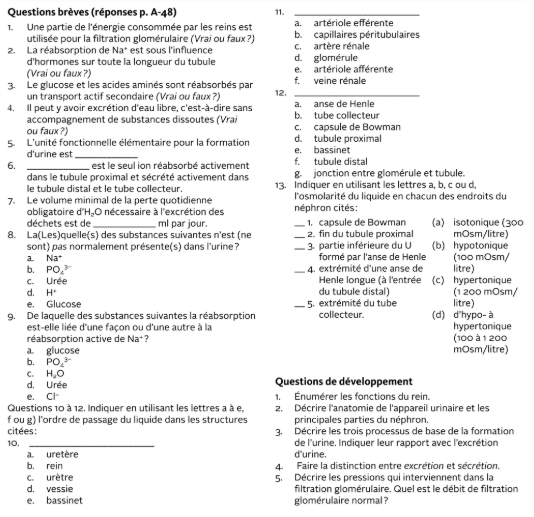 Questions brèves (réponses p. A-48)
1. Une partie de l'énergie consommée par les reins est
utilisée pour la filtration glomérulaire (Vrai ou faux?)
2. La réabsorption de Na⁺ est sous l'influence
d'hormones sur toute la longueur du tubule
(Vrai ou faux?)
3. Le glucose et les acides aminés sont réabsorbés par
un transport actif secondaire (Vrai ou faux?)
4. Il peut y avoir excrétion d'eau libre, c'est-à-dire sans
accompagnement de substances dissoutes (Vrai
ou faux?)
5. L'unité fonctionnelle élémentaire pour la formation
d'urine est ____________
6. ____________ est le seul ion réabsorbé activement
dans le tubule proximal et sécrété activement dans
le tubule distal et le tube collecteur.
7. Le volume minimal de la perte quotidienne
obligatoire d'H₂O nécessaire à l'excrétion des
déchets est de ____________ ml par jour.
8. La(Les)quelle(s) des substances suivantes n'est (ne
sont) pas normalement présente(s) dans l'urine?
a. Na⁺
b. PO₄³⁻
c. Urée
d. H⁺
e. Glucose
9. De laquelle des substances suivantes la réabsorption
est-elle liée d'une façon ou d'une autre à la
réabsorption active de Na⁺?
a. glucose
b. PO₄³⁻
c. H₂O
d. Urée
e. Cl⁻
Questions 10 à 12. Indiquer en utilisant les lettres a à e,
f ou g) l'ordre de passage du liquide dans les structures
citées:
10. ____________
a. uretère
b. rein
c. urètre
d. vessie
e. bassinet
11. ____________
a. artériole efférente
b. capillaires péritubulaires
c. artère rénale
d. glomérule
e. artériole afférente
f. veine rénale
12. ____________
a. anse de Henle
b. tube collecteur
c. capsule de Bowman
d. tubule proximal
e. bassinet
f. tubule distal
g. jonction entre glomérule et tubule.
13. Indiquer en utilisant les lettres a, b, c ou d,
l'osmolarité du liquide en chacun des endroits du
néphron cités:
__ 1. capsule de Bowman
__ 2. fin du tubule proximal
__ 3. partie inférieure du U
formé par l'anse de Henle
__ 4. extrémité d'une anse de
Henle longue (à l'entrée
du tubule distal)
__ 5. extrémité du tube
collecteur.
(a) isotonique (300
mOsm/litre)
(b) hypotonique
(100 mOsm/
litre)
(c) hypertonique
(1 200 mOsm/
litre)
(d) d'hypo- à
hypertonique
(100 à 1 200
mOsm/litre)
Questions de développement
1. Énumérer les fonctions du rein.
2. Décrire l'anatomie de l'appareil urinaire et les
principales parties du néphron.
3. Décrire les trois processus de base de la formation
de l'urine. Indiquer leur rapport avec l'excrétion
d'urine.
4. Faire la distinction entre excrétion et sécrétion.
5. Décrire les pressions qui interviennent dans la
filtration glomérulaire. Quel est le débit de filtration
glomérulaire normal?